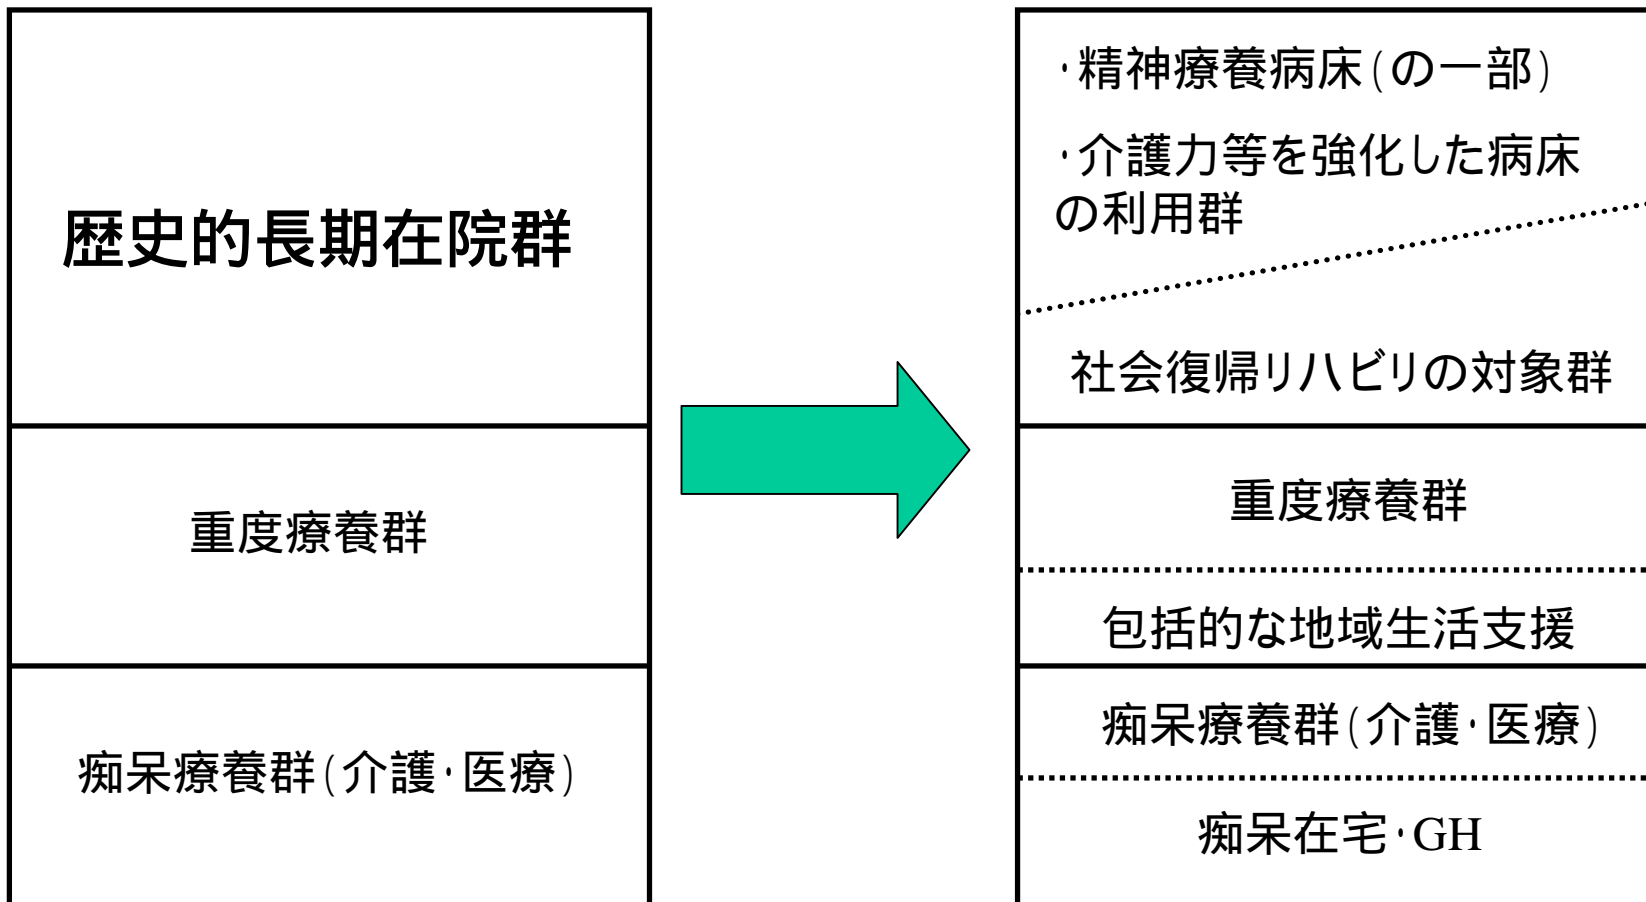 歴史的長期在院群
重度療養群
痴呆療養群(介護・医療)
・精神療養病床(の一部)
・介護力等を強化した病床
の利用群
社会復帰リハビリの対象群
重度療養群
包括的な地域生活支援
痴呆療養群(介護・医療)
痴呆在宅・GH